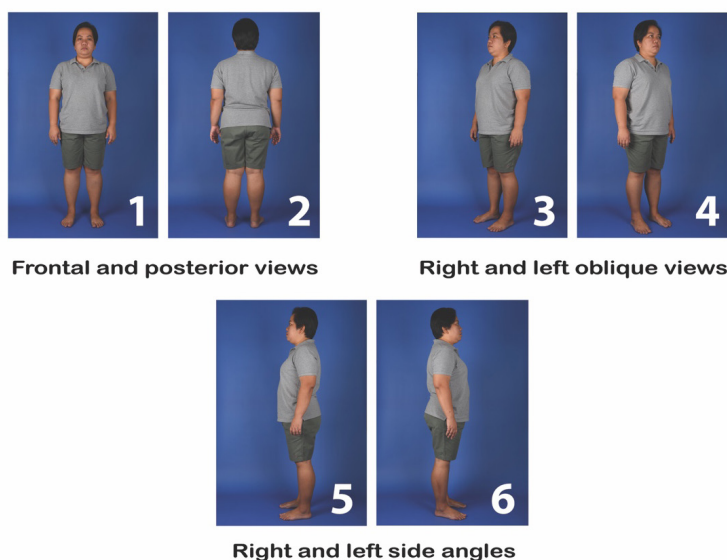 1
2
3
4
Frontal and posterior views
Right and left oblique views
5
6
Right and left side angles